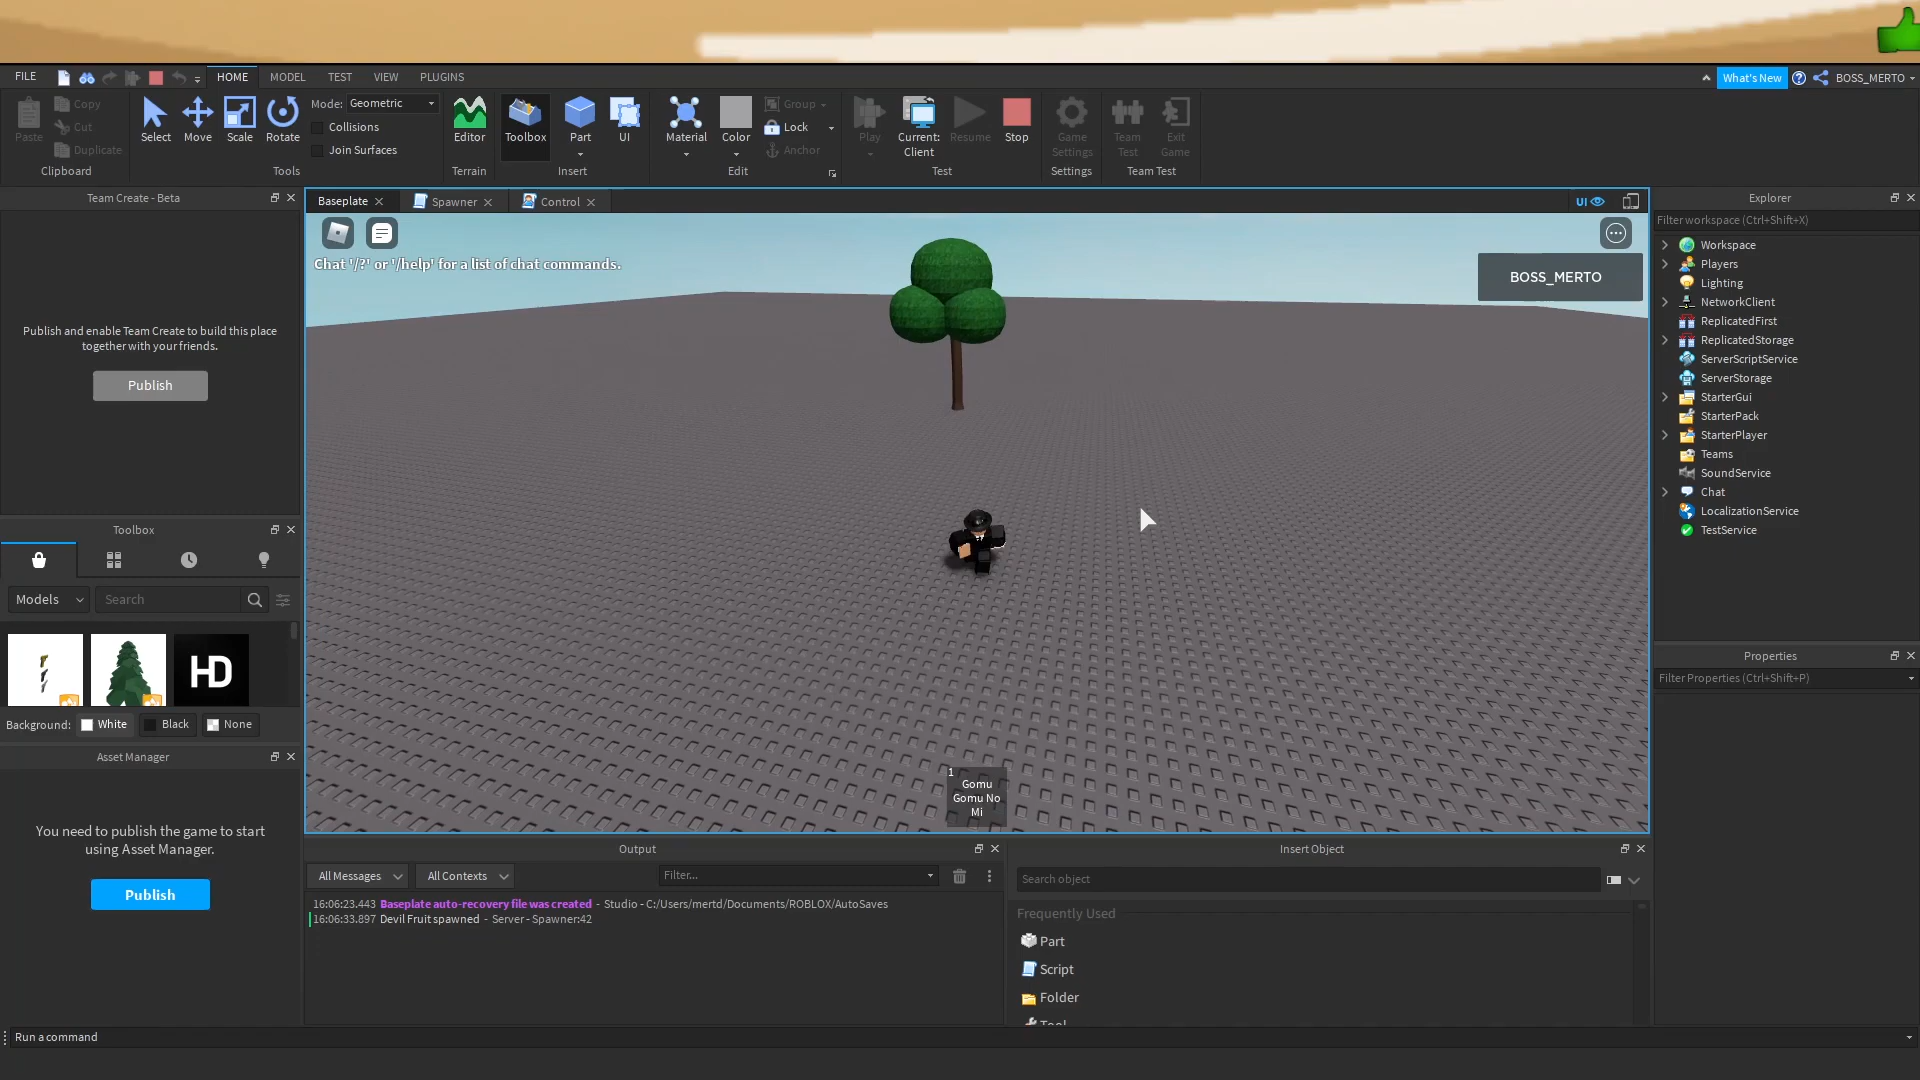 FILE
HOME
MODEL
TEST
VIEW
PLUGINS
What's New
BOSS_MERTO
Paste
Copy
Cut
Duplicate
Clipboard
Select
Move
Scale
Rotate
Mode: Geometric
Collisions
Join Surfaces
Tools
Editor
Terrain
Toolbox
Part
UI
Insert
Material
Color
Group
Lock
Anchor
Edit
Play
Current:
Client
Resume
Stop
Test
Game
Settings
Settings
Team
Test
Exit
Game
Team Test
Team Create - Beta
Publish and enable Team Create to build this place
together with your friends.
Publish
Toolbox
Models
Search
HD
Background: White Black None
Asset Manager
You need to publish the game to start
using Asset Manager.
Publish
Baseplate
Spawner
Control
UI
Chat '/?' or '/help' for a list of chat commands.
BOSS_MERTO
1
Gomu
Gomu No
Mi
Output
All Messages
All Contexts
Filter...
16:06:23.443 Baseplate auto-recovery file was created - Studio - C:/Users/mertd/Documents/ROBLOX/AutoSaves
16:06:33.897 Devil Fruit spawned - Server - Spawner:42
Insert Object
Search object
Frequently Used
Part
Script
Folder
Tool
Explorer
Filter workspace (Ctrl+Shift+X)
Workspace
Players
Lighting
NetworkClient
ReplicatedFirst
ReplicatedStorage
ServerScriptService
ServerStorage
StarterGui
StarterPack
StarterPlayer
Teams
SoundService
Chat
LocalizationService
TestService
Properties
Filter Properties (Ctrl+Shift+P)
Run a command